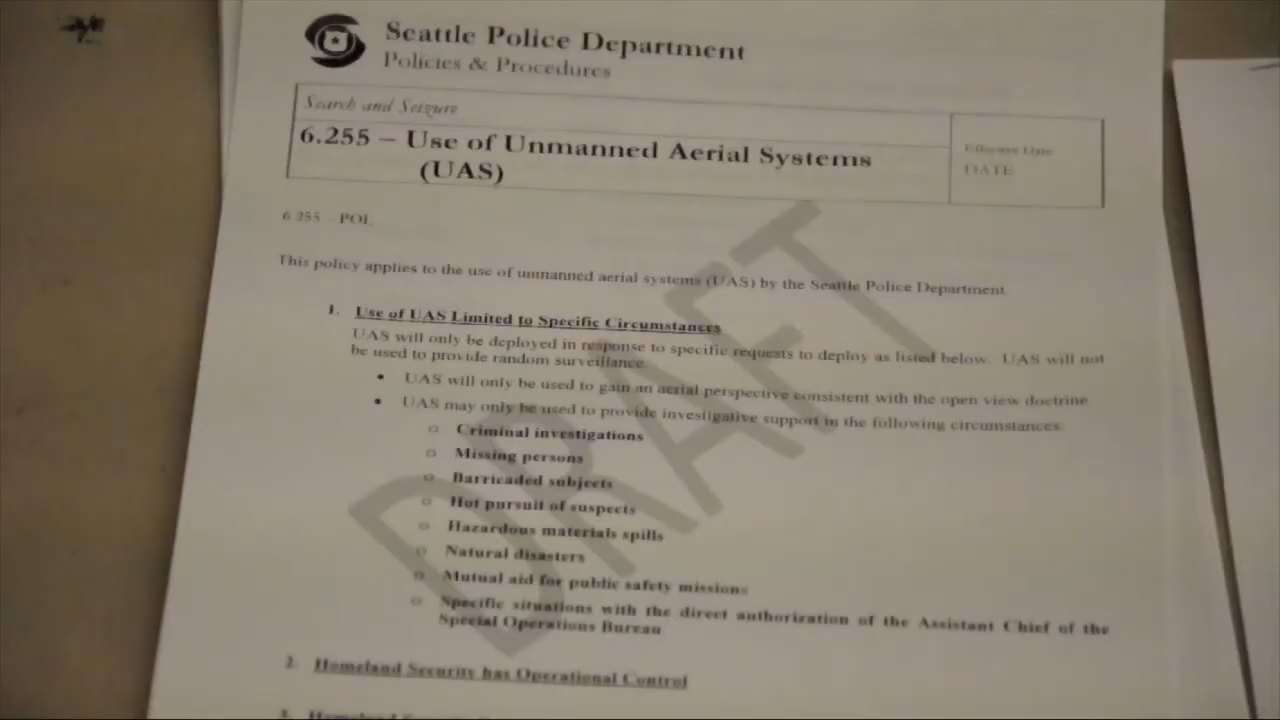 Seattle Police Department
Policies & Procedures
Search and Seizure
6.255 – Use of Unmanned Aerial Systems
(UAS)
Effective Date
DATE
6.255 – POL
This policy applies to the use of unmanned aerial systems (UAS) by the Seattle Police Department.
1. Use of UAS Limited to Specific Circumstances
UAS will only be deployed in response to specific requests to deploy as listed below. UAS will not
be used to provide random surveillance.
• UAS will only be used to gain an aerial perspective consistent with the open view doctrine.
• UAS may only be used to provide investigative support in the following circumstances:
o Criminal investigations
o Missing persons
o Barricaded subjects
o Hot pursuit of suspects
o Hazardous materials spills
o Natural disasters
o Mutual aid for public safety missions
o Specific situations with the direct authorization of the Assistant Chief of the
Special Operations Bureau
2. Homeland Security has Operational Control
3. Homeland
DRAFT